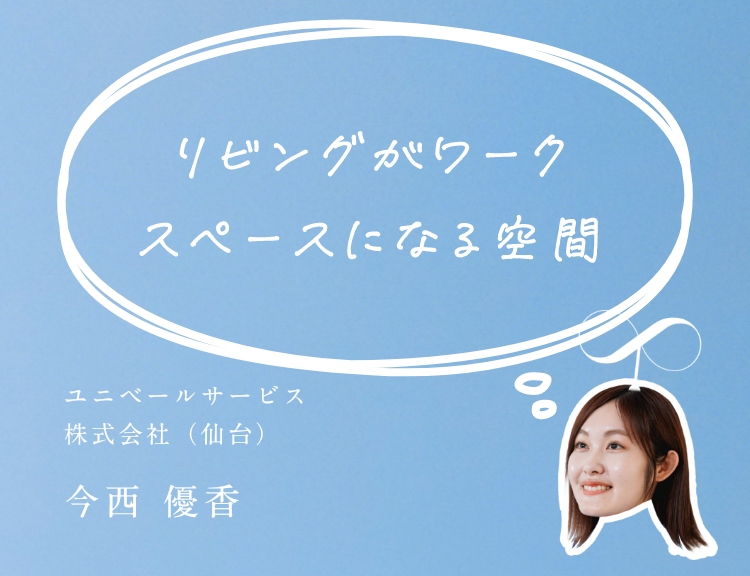 リビングがワーク
スペースになる空間
ユニベールサービス
株式会社（仙台）
今西 優香